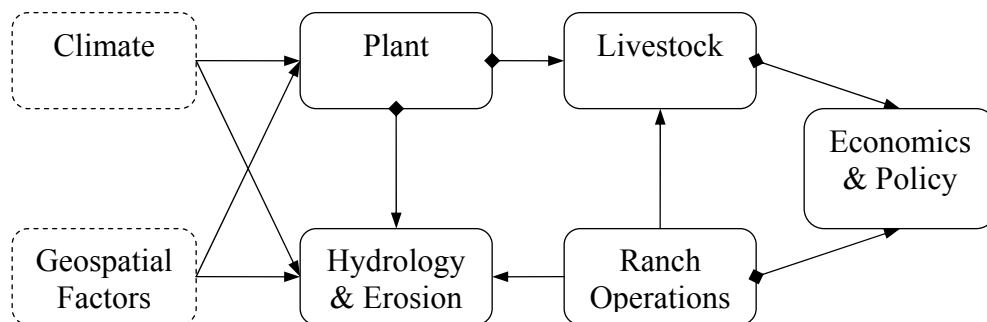 Climate
Plant
Livestock
Economics
& Policy
Geospatial
Factors
Hydrology
& Erosion
Ranch
Operations